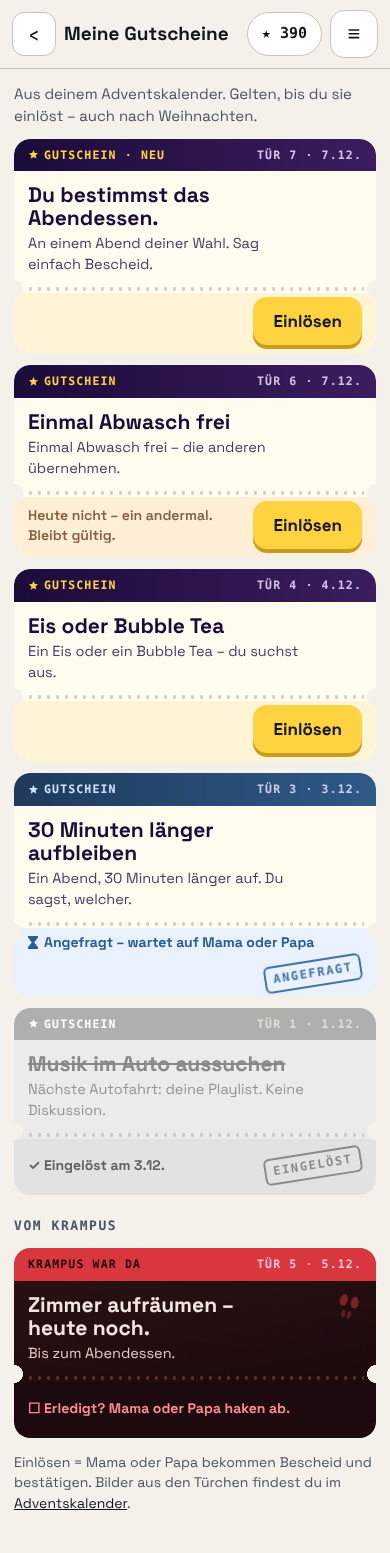 < Meine Gutscheine ★ 390 ≡
Aus deinem Adventskalender. Gelten, bis du sie
einlöst – auch nach Weihnachten.
★ GUTSCHEIN · NEU TÜR 7 · 7.12.
Du bestimmst das
Abendessen.
An einem Abend deiner Wahl. Sag
einfach Bescheid.
Einlösen
★ GUTSCHEIN TÜR 6 · 7.12.
Einmal Abwasch frei
Einmal Abwasch frei – die anderen
übernehmen.
Heute nicht – ein andermal.
Bleibt gültig.
Einlösen
★ GUTSCHEIN TÜR 4 · 4.12.
Eis oder Bubble Tea
Ein Eis oder ein Bubble Tea – du suchst
aus.
Einlösen
★ GUTSCHEIN TÜR 3 · 3.12.
30 Minuten länger
aufbleiben
Ein Abend, 30 Minuten länger auf. Du
sagst, welcher.
⧗ Angefragt – wartet auf Mama oder Papa
ANGEFRAGT
★ GUTSCHEIN TÜR 1 · 1.12.
Musik im Auto aussuchen
Nächste Autofahrt: deine Playlist. Keine
Diskussion.
✓ Eingelöst am 3.12.
EINGELÖST
VOM KRAMPUS
KRAMPUS WAR DA TÜR 5 · 5.12.
Zimmer aufräumen –
heute noch.
Bis zum Abendessen.
☐ Erledigt? Mama oder Papa haken ab.
Einlösen = Mama oder Papa bekommen Bescheid und
bestätigen. Bilder aus den Türchen findest du im
Adventskalender.